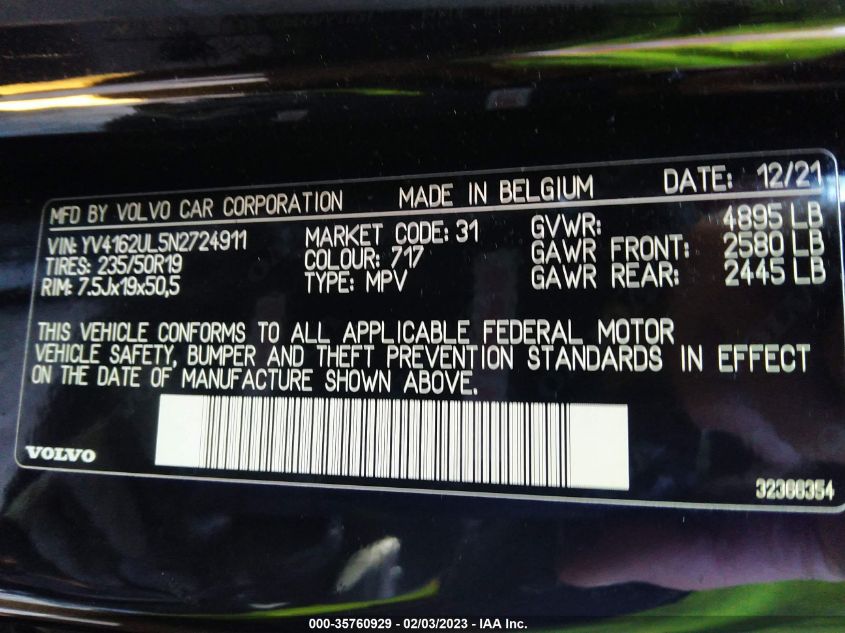 MFD BY VOLVO CAR CORPORATION MADE IN BELGIUM DATE: 12/21
VIN: YV4162UL5N2724911 MARKET CODE: 31 GVWR: 4895 LB
TIRES: 235/50R19 COLOUR: 717 GAWR FRONT: 2580 LB
RIM: 7.5Jx19x50,5 TYPE: MPV GAWR REAR: 2445 LB
THIS VEHICLE CONFORMS TO ALL APPLICABLE FEDERAL MOTOR
VEHICLE SAFETY, BUMPER AND THEFT PREVENTION STANDARDS IN EFFECT
ON THE DATE OF MANUFACTURE SHOWN ABOVE.
VOLVO
32366354
000-35760929 - 02/03/2023 - IAA Inc.